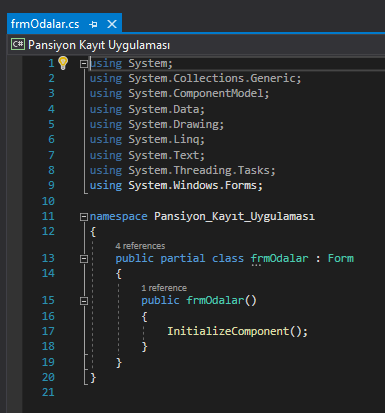 frmOdalar.cs
C# Pansiyon Kayıt Uygulaması
1 using System;
2 using System.Collections.Generic;
3 using System.ComponentModel;
4 using System.Data;
5 using System.Drawing;
6 using System.Linq;
7 using System.Text;
8 using System.Threading.Tasks;
9 using System.Windows.Forms;
10
11 namespace Pansiyon_Kayıt_Uygulaması
12 {
4 references
13 public partial class frmOdalar : Form
14 {
1 reference
15 public frmOdalar()
16 {
17 InitializeComponent();
18 }
19 }
20 }
21